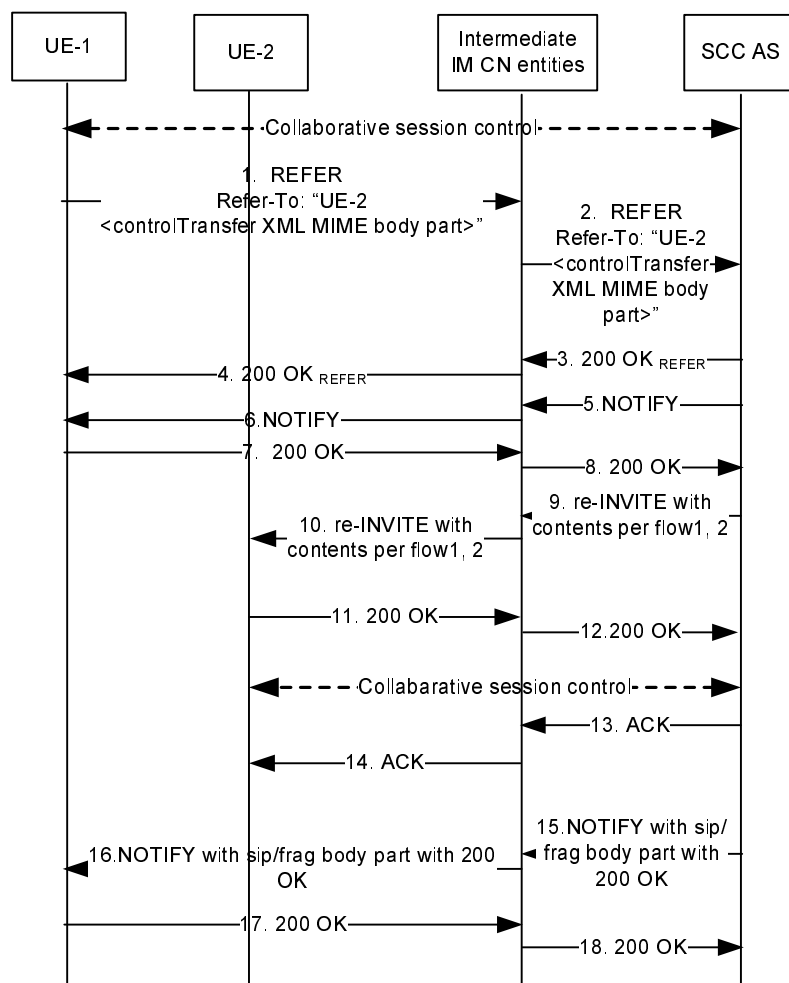 UE-1
UE-2
Intermediate
IM CN entities
SCC AS
Collaborative session control
1. REFER
Refer-To: “UE-2
<controlTransfer XML MIME body part>”
2. REFER
Refer-To: “UE-2
<controlTransfer
XML MIME body
part>”
3. 200 OK REFER
4. 200 OK REFER
5.NOTIFY
6.NOTIFY
7. 200 OK
8. 200 OK
9. re-INVITE with
contents per flow1, 2
10. re-INVITE with
contents per flow1, 2
11. 200 OK
12.200 OK
Collabarative session control
13. ACK
14. ACK
15.NOTIFY with sip/
frag body part with
200 OK
16.NOTIFY with sip/frag body part with 200
OK
17. 200 OK
18. 200 OK